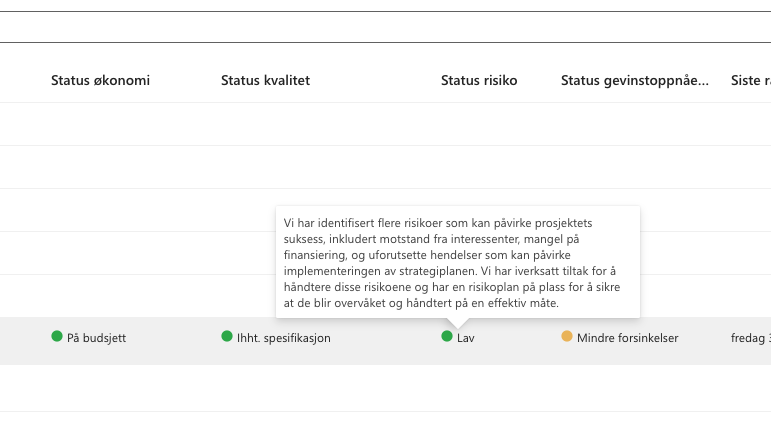 Status økonomi Status kvalitet Status risiko Status gevinstoppnåe... Siste
Vi har identifisert flere risikoer som kan påvirke prosjektets
suksess, inkludert motstand fra interessenter, mangel på
finansiering, og uforutsette hendelser som kan påvirke
implementeringen av strategiplanen. Vi har iverksatt tiltak for å
håndtere disse risikoene og har en risikoplan på plass for å sikre
at de blir overvåket og håndtert på en effektiv måte.
På budsjett Ihht. spesifikasjon Lav Mindre forsinkelser fredag